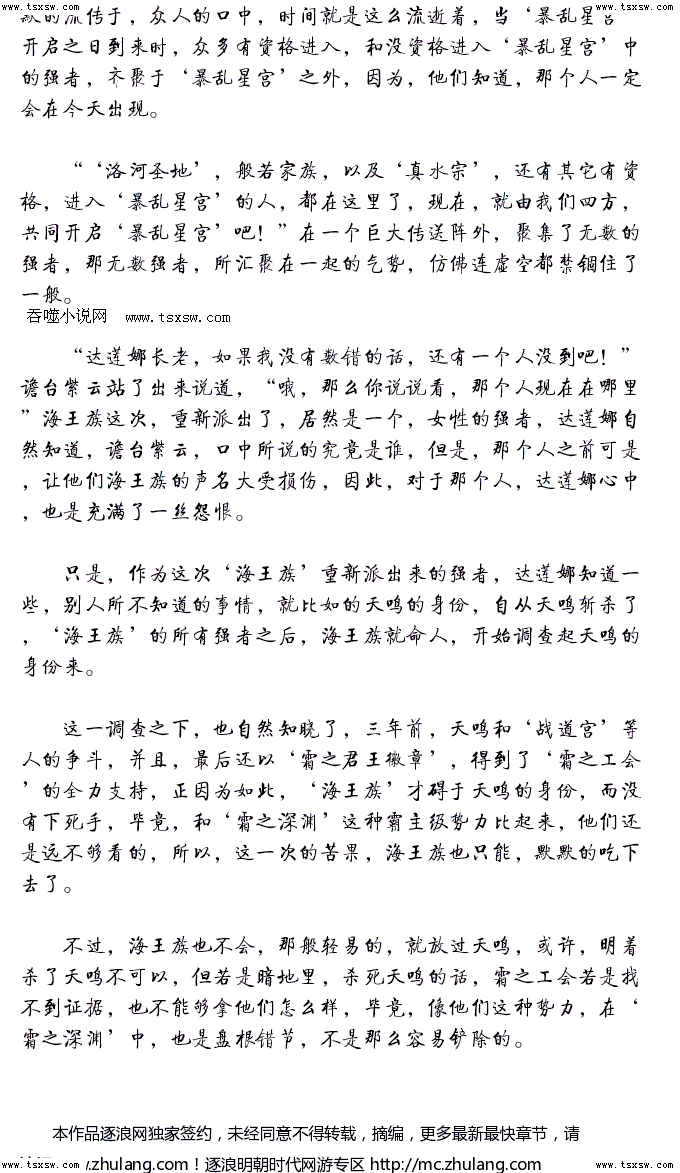 www.tsxsw.com www.tsxsw.com www.tsxsw.com
默的流传于，众人的口中，时间就是这么流逝着，当‘暴乱星宫’
开启之日到来时，众多有资格进入，和没资格进入‘暴乱星宫’中
的强者，齐聚于‘暴乱星宫’之外，因为，他们知道，那个人一定
会在今天出现。
“‘洛河圣地’，般若家族，以及‘真水宗’，还有其它有资
格，进入‘暴乱星宫’的人，都在这里了，现在，就由我们四方，
共同开启‘暴乱星宫’吧！”在一个巨大传送阵外，聚集了无数的
强者，那无数强者，所汇聚在一起的气势，仿佛连虚空都禁锢住了
一般。
吞噬小说网 www.tsxsw.com
“达莲娜长老，如果我没有数错的话，还有一个人没到吧！”
谵台紫云站了出来说道，“哦，那么你说说看，那个人现在在哪里
”海王族这次，重新派出了，居然是一个，女性的强者，达莲娜自
然知道，谵台紫云，口中所说的究竟是谁，但是，那个人之前可是
，让他们海王族的声名大受损伤，因此，对于那个人，达莲娜心中
，也是充满了一丝怨恨。
只是，作为这次‘海王族’重新派出来的强者，达莲娜知道一
些，别人所不知道的事情，就比如的天鸣的身份，自从天鸣斩杀了
，‘海王族’的所有强者之后，海王族就命人，开始调查起天鸣的
身份来。
这一调查之下，也自然知晓了，三年前，天鸣和‘战道宫’等
人的争斗，并且，最后还以‘霜之君王徽章’，得到了‘霜之工会
’的全力支持，正因为如此，‘海王族’才碍于天鸣的身份，而没
有下死手，毕竟，和‘霜之深渊’这种霸主级势力比起来，他们还
是远不够看的，所以，这一次的苦果，海王族也只能，默默的吃下
去了。
不过，海王族也不会，那般轻易的，就放过天鸣，或许，明着
杀了天鸣不可以，但若是暗地里，杀死天鸣的话，霜之工会若是找
不到证据，也不能够拿他们怎么样，毕竟，像他们这种势力，在‘
霜之深渊’中，也是盘根错节，不是那么容易铲除的。
本作品逐浪网独家签约，未经同意不得转载，摘编，更多最新最快章节，请
.zhulang.com！逐浪明朝时代网游专区 http://mc.zhulang.com
www.tsxsw.com www.tsxsw.com www.tsxsw.com